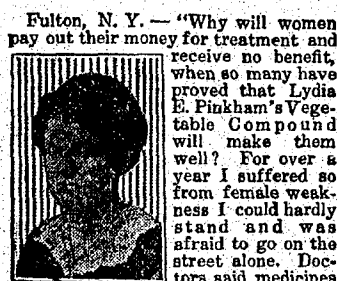 Fulton, N. Y. — "Why will women
pay out their money for treatment and
receive no benefit,
when so many have
proved that Lydia
E. Pinkham's Vege-
table Compound
will make them
well? For over a
year I suffered so
from female weak-
ness I could hardly
stand and was
afraid to go on the
street alone. Doc-
tors said medicines